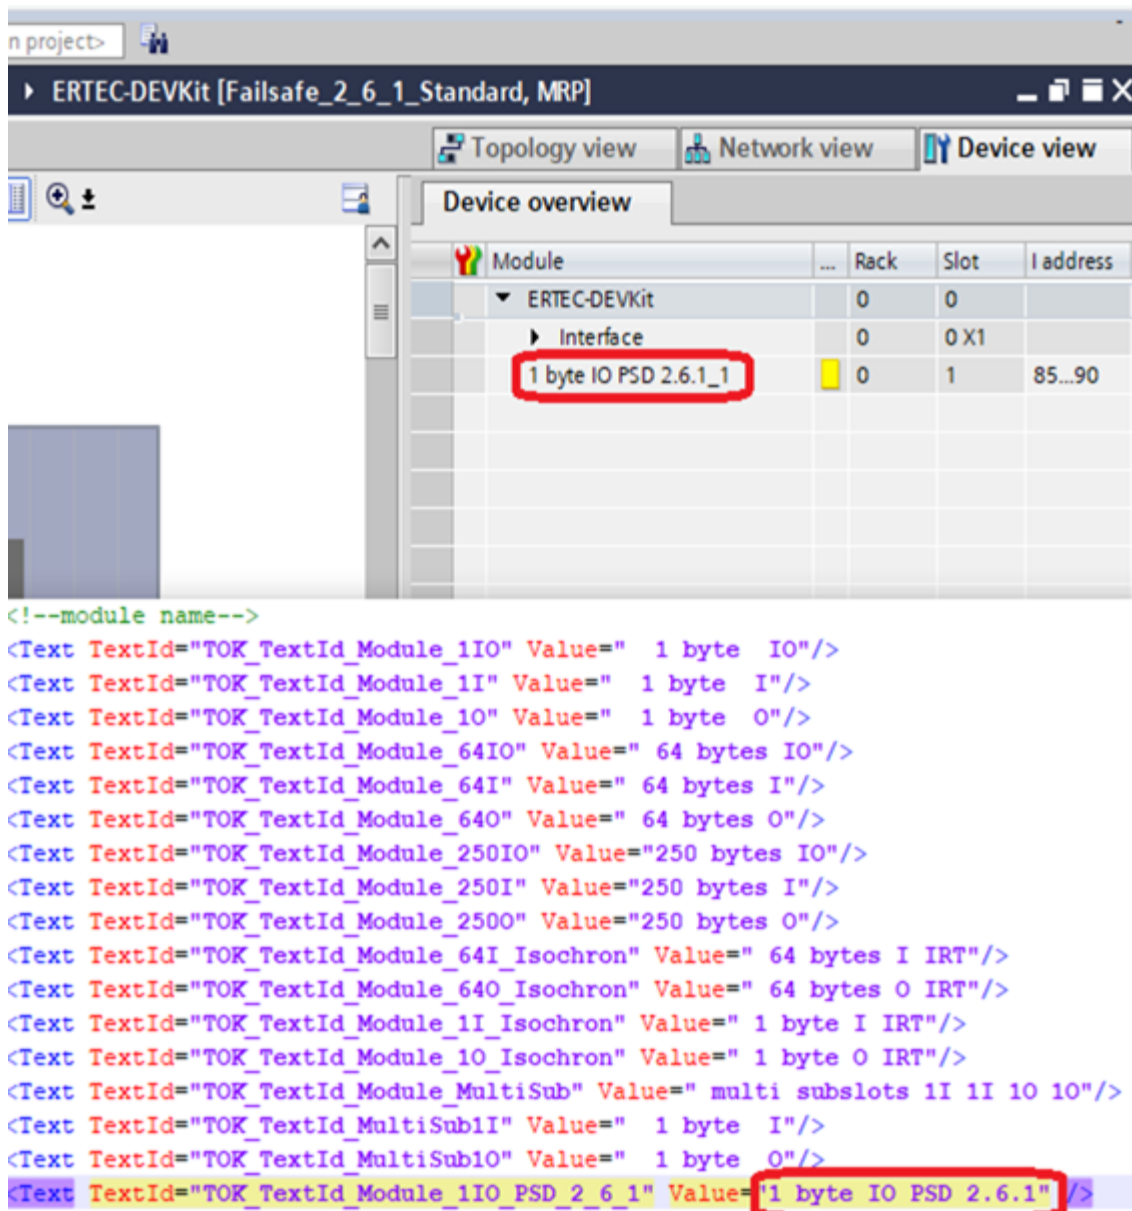 n project>
ERTEC-DEVKit [Failsafe_2_6_1_Standard, MRP]
Topology view Network view Device view
Device overview
Module ... Rack Slot I address
ERTEC-DEVKit 0 0
Interface 0 0 X1
1 byte IO PSD 2.6.1_1 0 1 85...90
<!--module name-->
<Text TextId="TOK_TextId_Module_1IO" Value="  1 byte  IO"/>
<Text TextId="TOK_TextId_Module_1I" Value="  1 byte  I"/>
<Text TextId="TOK_TextId_Module_1O" Value="  1 byte  O"/>
<Text TextId="TOK_TextId_Module_64IO" Value=" 64 bytes IO"/>
<Text TextId="TOK_TextId_Module_64I" Value=" 64 bytes I"/>
<Text TextId="TOK_TextId_Module_64O" Value=" 64 bytes O"/>
<Text TextId="TOK_TextId_Module_250IO" Value="250 bytes IO"/>
<Text TextId="TOK_TextId_Module_250I" Value="250 bytes I"/>
<Text TextId="TOK_TextId_Module_250O" Value="250 bytes O"/>
<Text TextId="TOK_TextId_Module_64I_Isochron" Value=" 64 bytes I IRT"/>
<Text TextId="TOK_TextId_Module_64O_Isochron" Value=" 64 bytes O IRT"/>
<Text TextId="TOK_TextId_Module_1I_Isochron" Value=" 1 byte I IRT"/>
<Text TextId="TOK_TextId_Module_1O_Isochron" Value=" 1 byte O IRT"/>
<Text TextId="TOK_TextId_Module_MultiSub" Value=" multi subslots 1I 1I 1O 1O"/>
<Text TextId="TOK_TextId_MultiSub1I" Value="  1 byte  I"/>
<Text TextId="TOK_TextId_MultiSub1O" Value="  1 byte  O"/>
<Text TextId="TOK_TextId_Module_1IO_PSD_2_6_1" Value="1 byte IO PSD 2.6.1" />